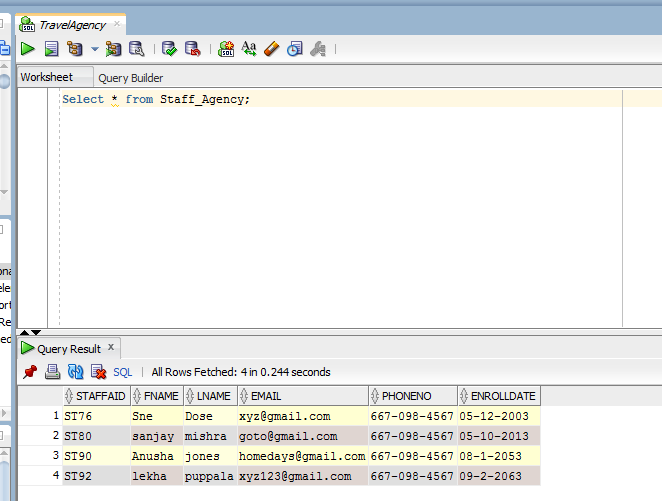 TravelAgency
Worksheet Query Builder
Select * from Staff_Agency;
Query Result
SQL All Rows Fetched: 4 in 0.244 seconds
STAFFAID FNAME LNAME EMAIL PHONENO ENROLLDATE
1 ST76 Sne Dose xyz@gmail.com 667-098-4567 05-12-2003
2 ST80 sanjay mishra goto@gmail.com 667-098-4567 05-10-2013
3 ST90 Anusha jones homedays@gmail.com 667-098-4567 08-1-2053
4 ST92 lekha puppala xyz123@gmail.com 667-098-4567 09-2-2063